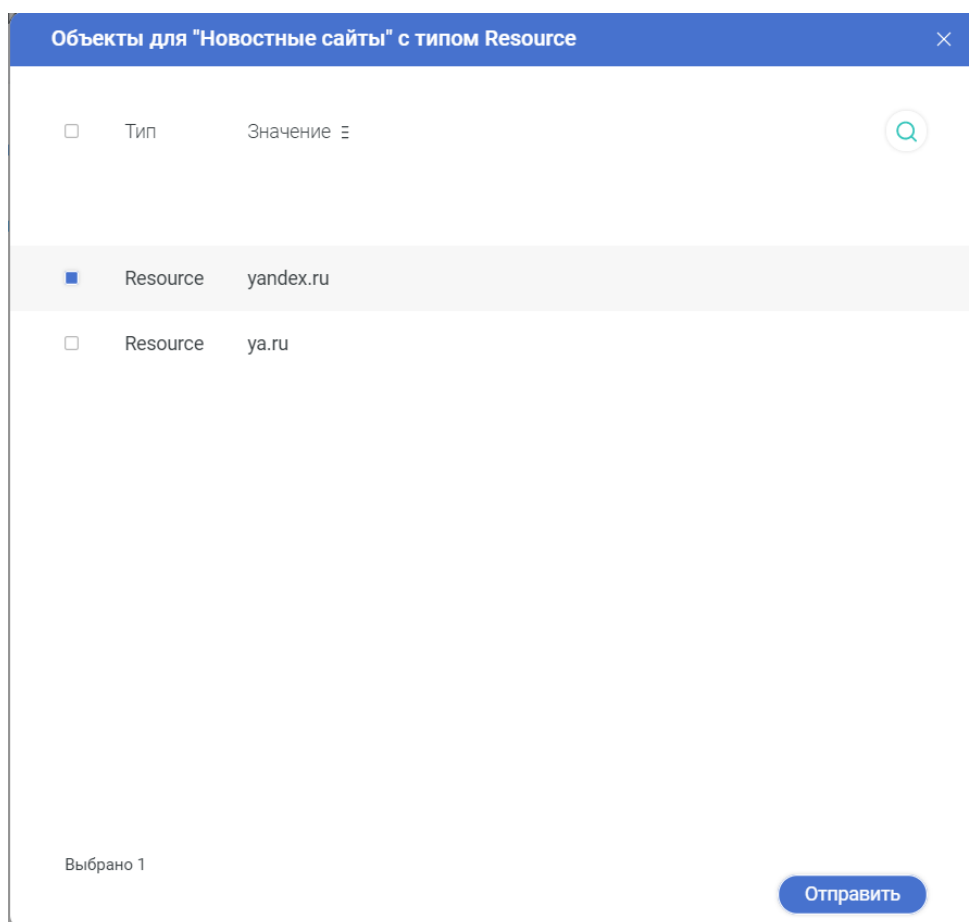 Объекты для "Новостные сайты" с типом Resource
Тип Значение
Resource yandex.ru
Resource ya.ru
Выбрано 1
Отправить